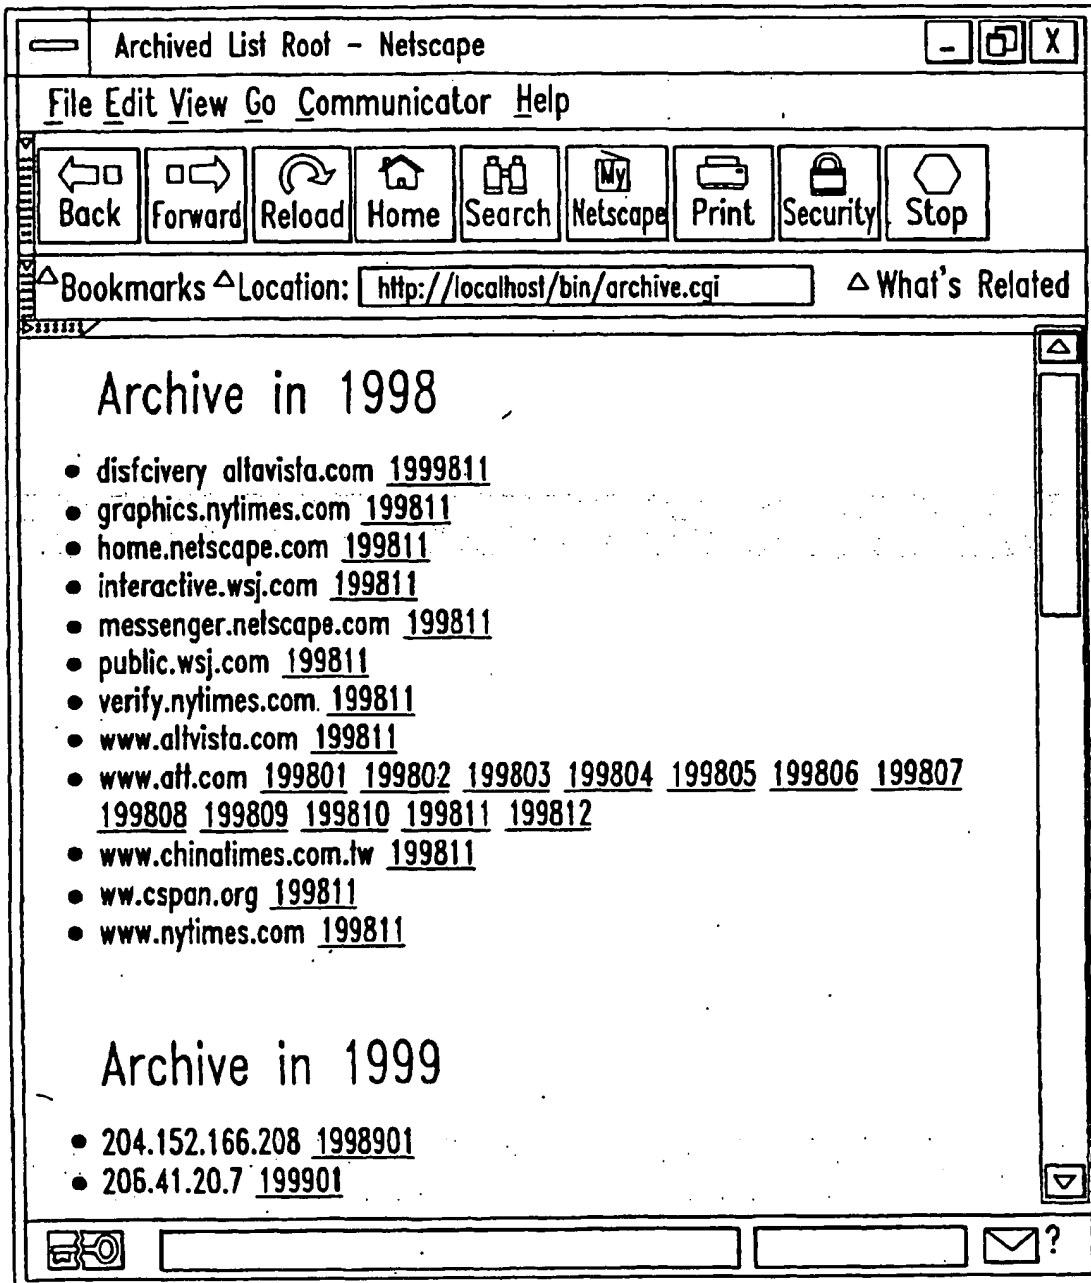 Archived List Root - Netscape
File Edit View Go Communicator Help
Back Forward Reload Home Search My Netscape Print Security Stop
Bookmarks Location: http://localhost/bin/archive.cgi What's Related
Archive in 1998
• disfcivery altavista.com 1999811
• graphics.nytimes.com 199811
• home.netscape.com 199811
• interactive.wsj.com 199811
• messenger.netscape.com 199811
• public.wsj.com 199811
• verify.nytimes.com. 199811
• www.altvista.com 199811
• www.att.com 199801 199802 199803 199804 199805 199806 199807
199808 199809 199810 199811 199812
• www.chinatimes.com.tw 199811
• ww.cspan.org 199811
• www.nytimes.com 199811
Archive in 1999
• 204.152.166.208 1998901
• 206.41.20.7 199901
?